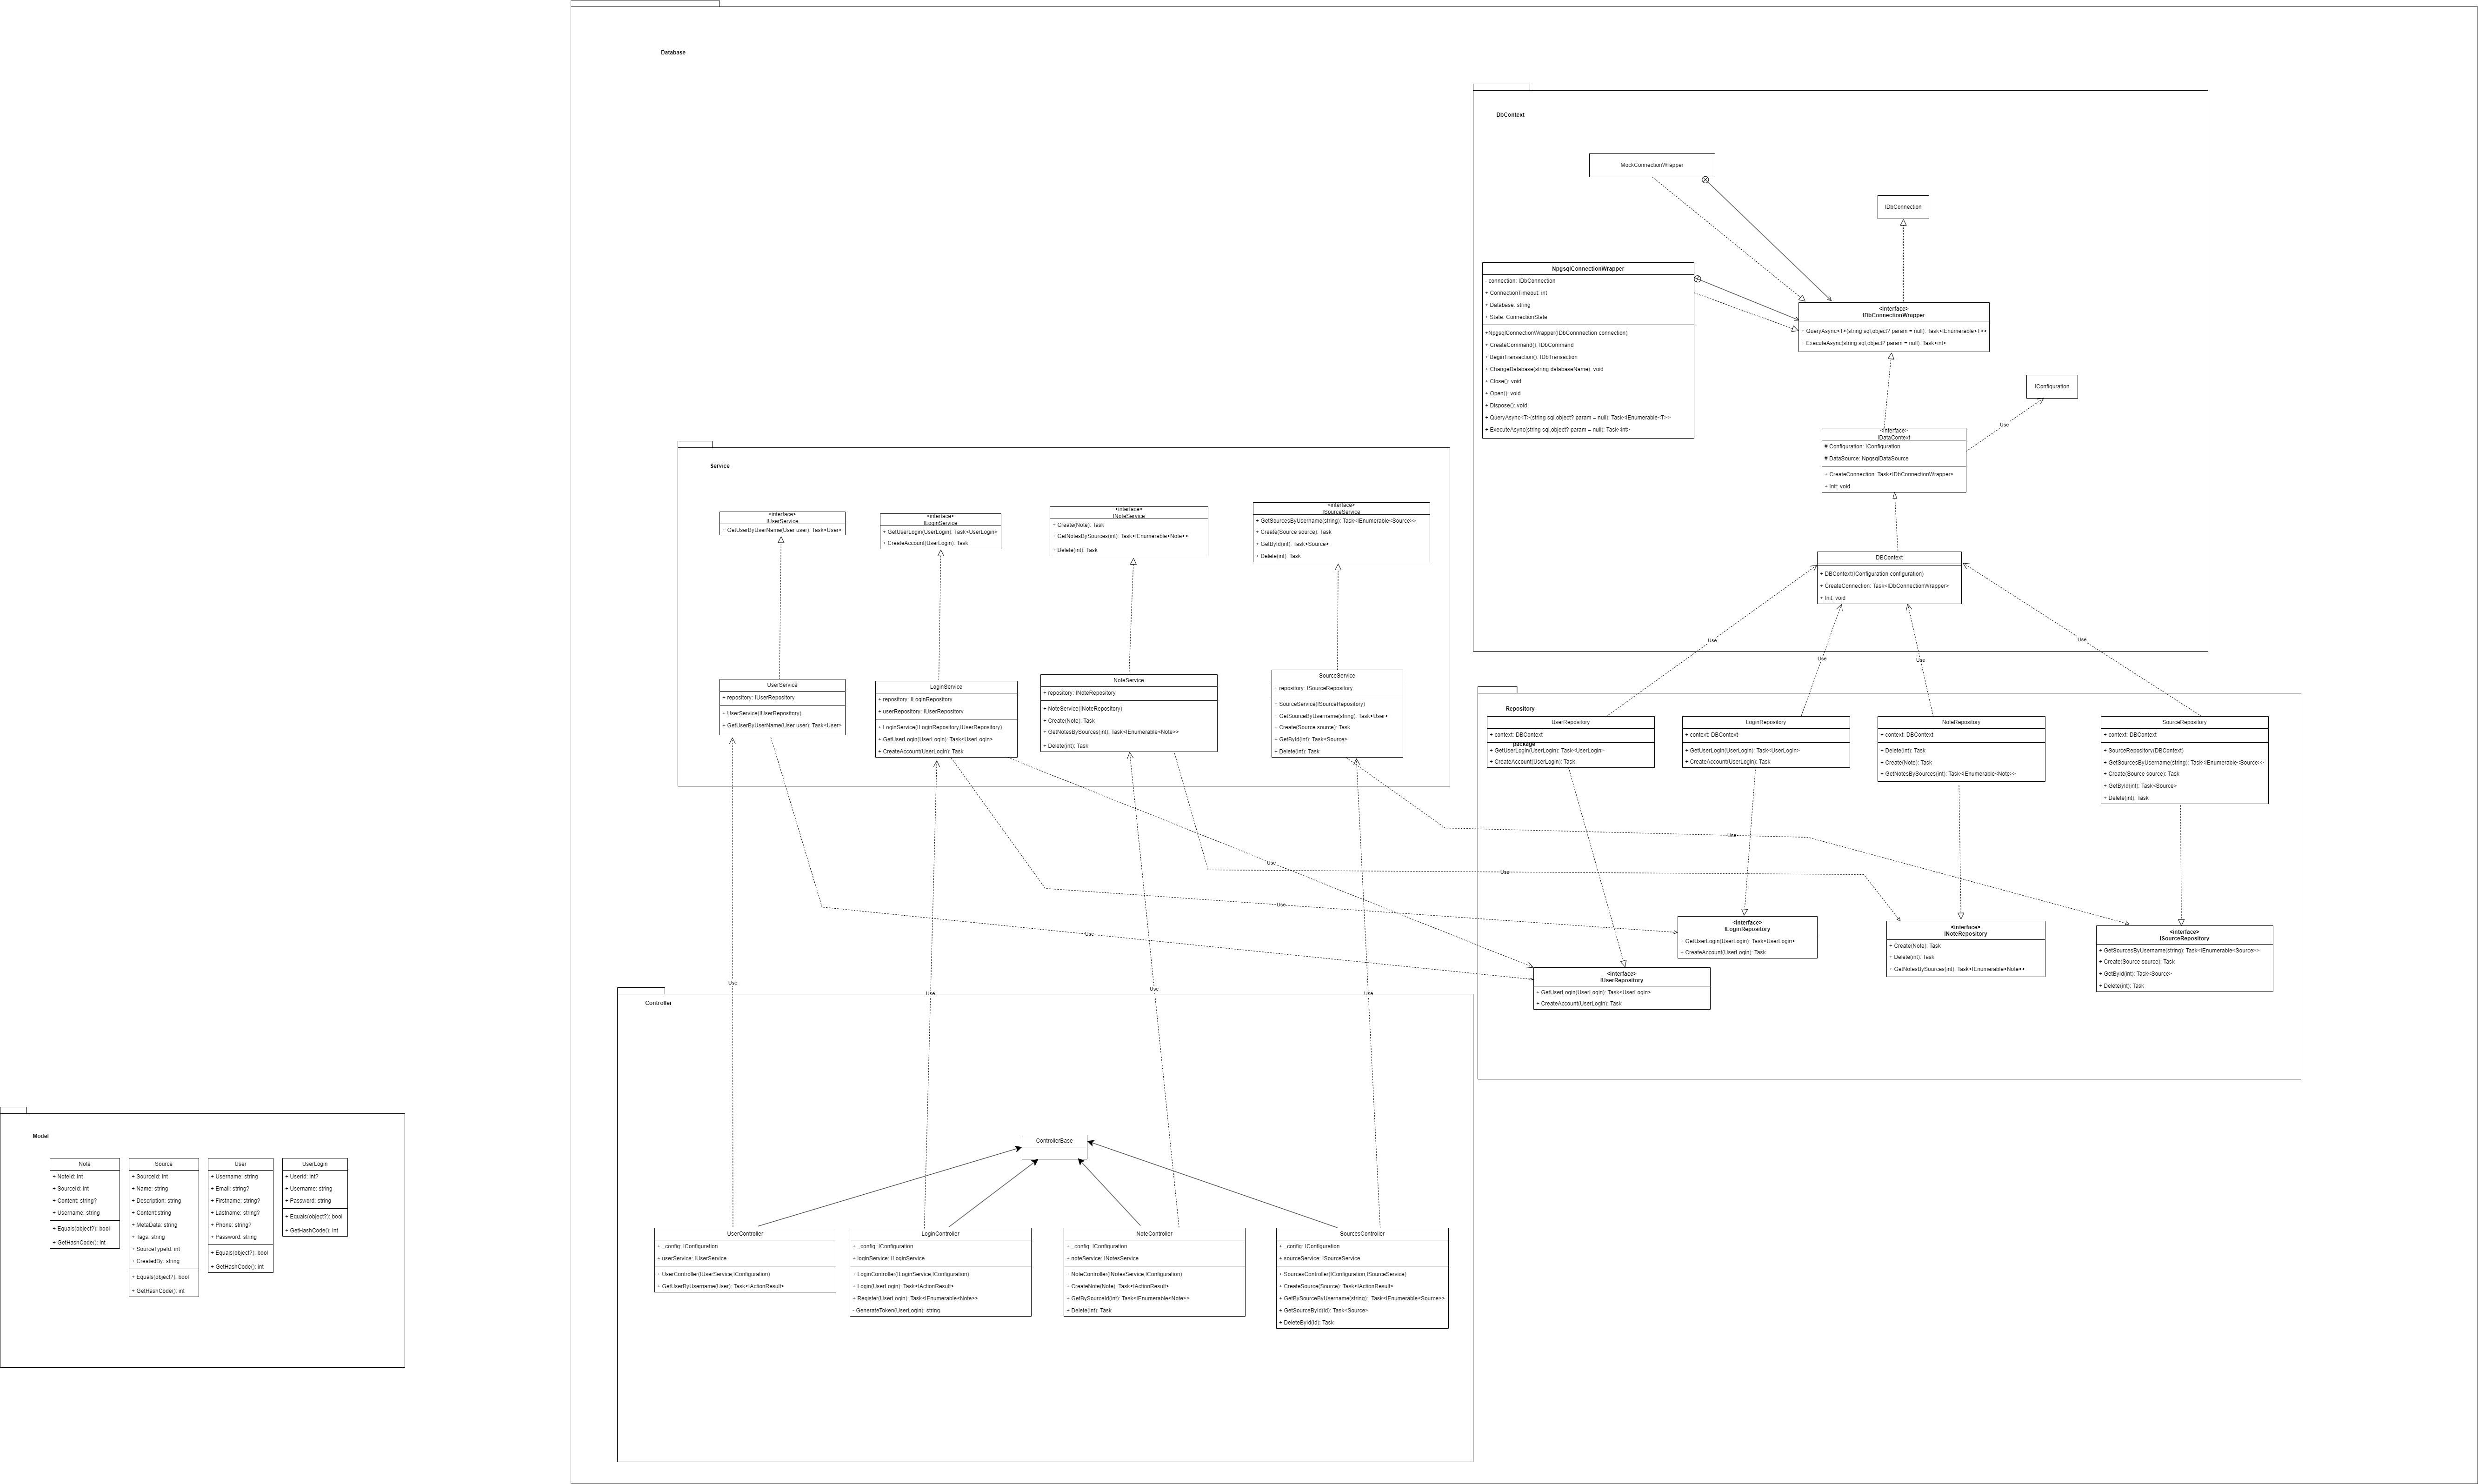 Database
DbContext
MockConnectionWrapper
IDbConnection
NpgsqlConnectionWrapper
- connection: IDbConnection
+ ConnectionTimeout: int
+ Database: string
+ State: ConnectionState
+NpgsqlConnectionWrapper(IDbConnnection connection)
+ CreateCommand(): IDbCommand
+ BeginTransaction(): IDbTransaction
+ ChangeDatabase(string databaseName): void
+ Close(): void
+ Open(): void
+ Dispose(): void
+ QueryAsync<T>(string sql,object? param = null): Task<IEnumerable<T>>
+ ExecuteAsync(string sql,object? param = null): Task<int>
<Interface>
IDbConnectionWrapper
+ QueryAsync<T>(string sql,object? param = null): Task<IEnumerable<T>>
+ ExecuteAsync(string sql,object? param = null): Task<int>
IConfiguration
Use
<Interface>
IDataContext
# Configuration: IConfiguration
# DataSource: NpgsqlDataSource
+ CreateConnection: Task<IDbConnectionWrapper>
+ Init: void
DBContext
+ DBContext(IConfiguration configuration)
+ CreateConnection: Task<IDbConnectionWrapper>
+ Init: void
Use
Use
Use
Use
Service
<interface>
IUserService
+ GetUserByUserName(User user): Task<User>
<interface>
ILoginService
+ GetUserLogin(UserLogin): Task<UserLogin>
+ CreateAccount(UserLogin): Task
<interface>
INoteService
+ Create(Note): Task
+ GetNotesBySources(int): Task<IEnumerable<Note>>
+ Delete(int): Task
<interface>
ISourceService
+ GetSourcesByUsername(string): Task<IEnumerable<Source>>
+ Create(Source source): Task
+ GetById(int): Task<Source>
+ Delete(int): Task
UserService
+ repository: IUserRepository
+ UserService(IUserRepository)
+ GetUserByUserName(User user): Task<User>
LoginService
+ repository: ILoginRepository
+ userRepository: IUserRepository
+ LoginService(ILoginRepository,IUserRepository)
+ GetUserLogin(UserLogin): Task<UserLogin>
+ CreateAccount(UserLogin): Task
NoteService
+ repository: INoteRepository
+ NoteService(INoteRepository)
+ Create(Note): Task
+ GetNotesBySources(int): Task<IEnumerable<Note>>
+ Delete(int): Task
SourceService
+ repository: ISourceRepository
+ SourceService(ISourceRepository)
+ GetSourceByUsername(string): Task<User>
+ Create(Source source): Task
+ GetById(int): Task<Source>
+ Delete(int): Task
Repository
UserRepository
+ context: DBContext
package
+ GetUserLogin(UserLogin): Task<UserLogin>
+ CreateAccount(UserLogin): Task
LoginRepository
+ context: DBContext
+ GetUserLogin(UserLogin): Task<UserLogin>
+ CreateAccount(UserLogin): Task
NoteRepository
+ context: DBContext
+ Delete(int): Task
+ Create(Note): Task
+ GetNotesBySources(int): Task<IEnumerable<Note>>
SourceRepository
+ context: DBContext
+ SourceRepository(DBContext)
+ GetSourcesByUsername(string): Task<IEnumerable<Source>>
+ Create(Source source): Task
+ GetById(int): Task<Source>
+ Delete(int): Task
Use
Use
Use
Use
Use
<interface>
ILoginRepository
+ GetUserLogin(UserLogin): Task<UserLogin>
+ CreateAccount(UserLogin): Task
<interface>
INoteRepository
+ Create(Note): Task
+ Delete(int): Task
+ GetNotesBySources(int): Task<IEnumerable<Note>>
<interface>
ISourceRepository
+ GetSourcesByUsername(string): Task<IEnumerable<Source>>
+ Create(Source source): Task
+ GetById(int): Task<Source>
+ Delete(int): Task
<interface>
IUserRepository
+ GetUserLogin(UserLogin): Task<UserLogin>
+ CreateAccount(UserLogin): Task
Use
Use
Use
Use
Controller
ControllerBase
UserController
+ _config: IConfiguration
+ userService: IUserService
+ UserController(IUserService,IConfiguration)
+ GetUserByUsername(User): Task<IActionResult>
LoginController
+ _config: IConfiguration
+ loginService: ILoginService
+ LoginController(ILoginService,IConfiguration)
+ Login(UserLogin): Task<IActionResult>
+ Register(UserLogin): Task<IEnumerable<Note>>
- GenerateToken(UserLogin): string
NoteController
+ _config: IConfiguration
+ noteService: INotesService
+ NoteController(INotesService,IConfiguration)
+ CreateNote(Note): Task<IActionResult>
+ GetBySourceId(int): Task<IEnumerable<Note>>
+ Delete(int): Task
SourcesController
+ _config: IConfiguration
+ sourceService: ISourceService
+ SourcesController(IConfiguration,ISourceService)
+ CreateSource(Source): Task<IActionResult>
+ GetBySourceByUsername(string): Task<IEnumerable<Source>>
+ GetSourceById(id): Task<Source>
+ DeleteById(id): Task
Model
Note
+ NoteId: int
+ SourceId: int
+ Content: string?
+ Username: string
+ Equals(object?): bool
+ GetHashCode(): int
Source
+ SourceId: int
+ Name: string
+ Description: string
+ Content:string
+ MetaData: string
+ Tags: string
+ SourceTypeId: int
+ CreatedBy: string
+ Equals(object?): bool
+ GetHashCode(): int
User
+ Username: string
+ Email: string?
+ Firstname: string?
+ Lastname: string?
+ Phone: string?
+ Password: string
+ Equals(object?): bool
+ GetHashCode(): int
UserLogin
+ UserId: int?
+ Username: string
+ Password: string
+ Equals(object?): bool
+ GetHashCode(): int